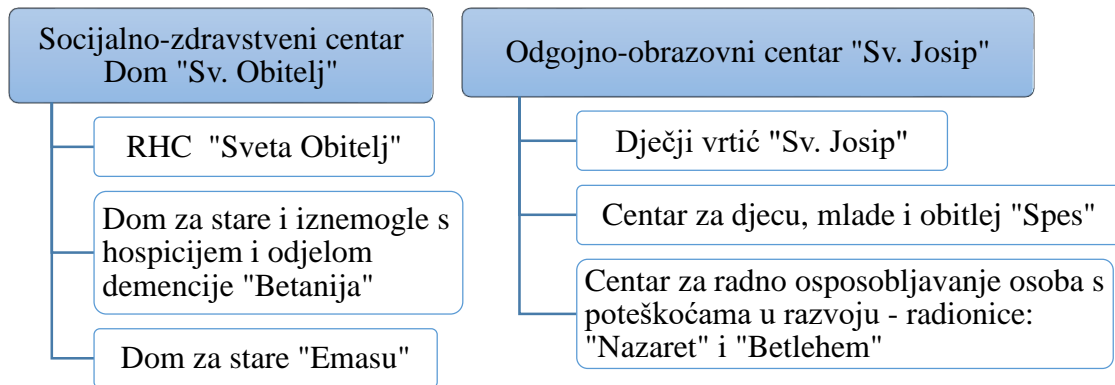 Socijalno-zdravstveni centar
Dom "Sv. Obitelj"
RHC "Sveta Obitelj"
Dom za stare i iznemogle s
hospicijem i odjelom
demencije "Betanija"
Dom za stare "Emasu"
Odgojno-obrazovni centar "Sv. Josip"
Dječji vrtić "Sv. Josip"
Centar za djecu, mlade i obitlej "Spes"
Centar za radno osposobljavanje osoba s
poteškoćama u razvoju - radionice:
"Nazaret" i "Betlehem"